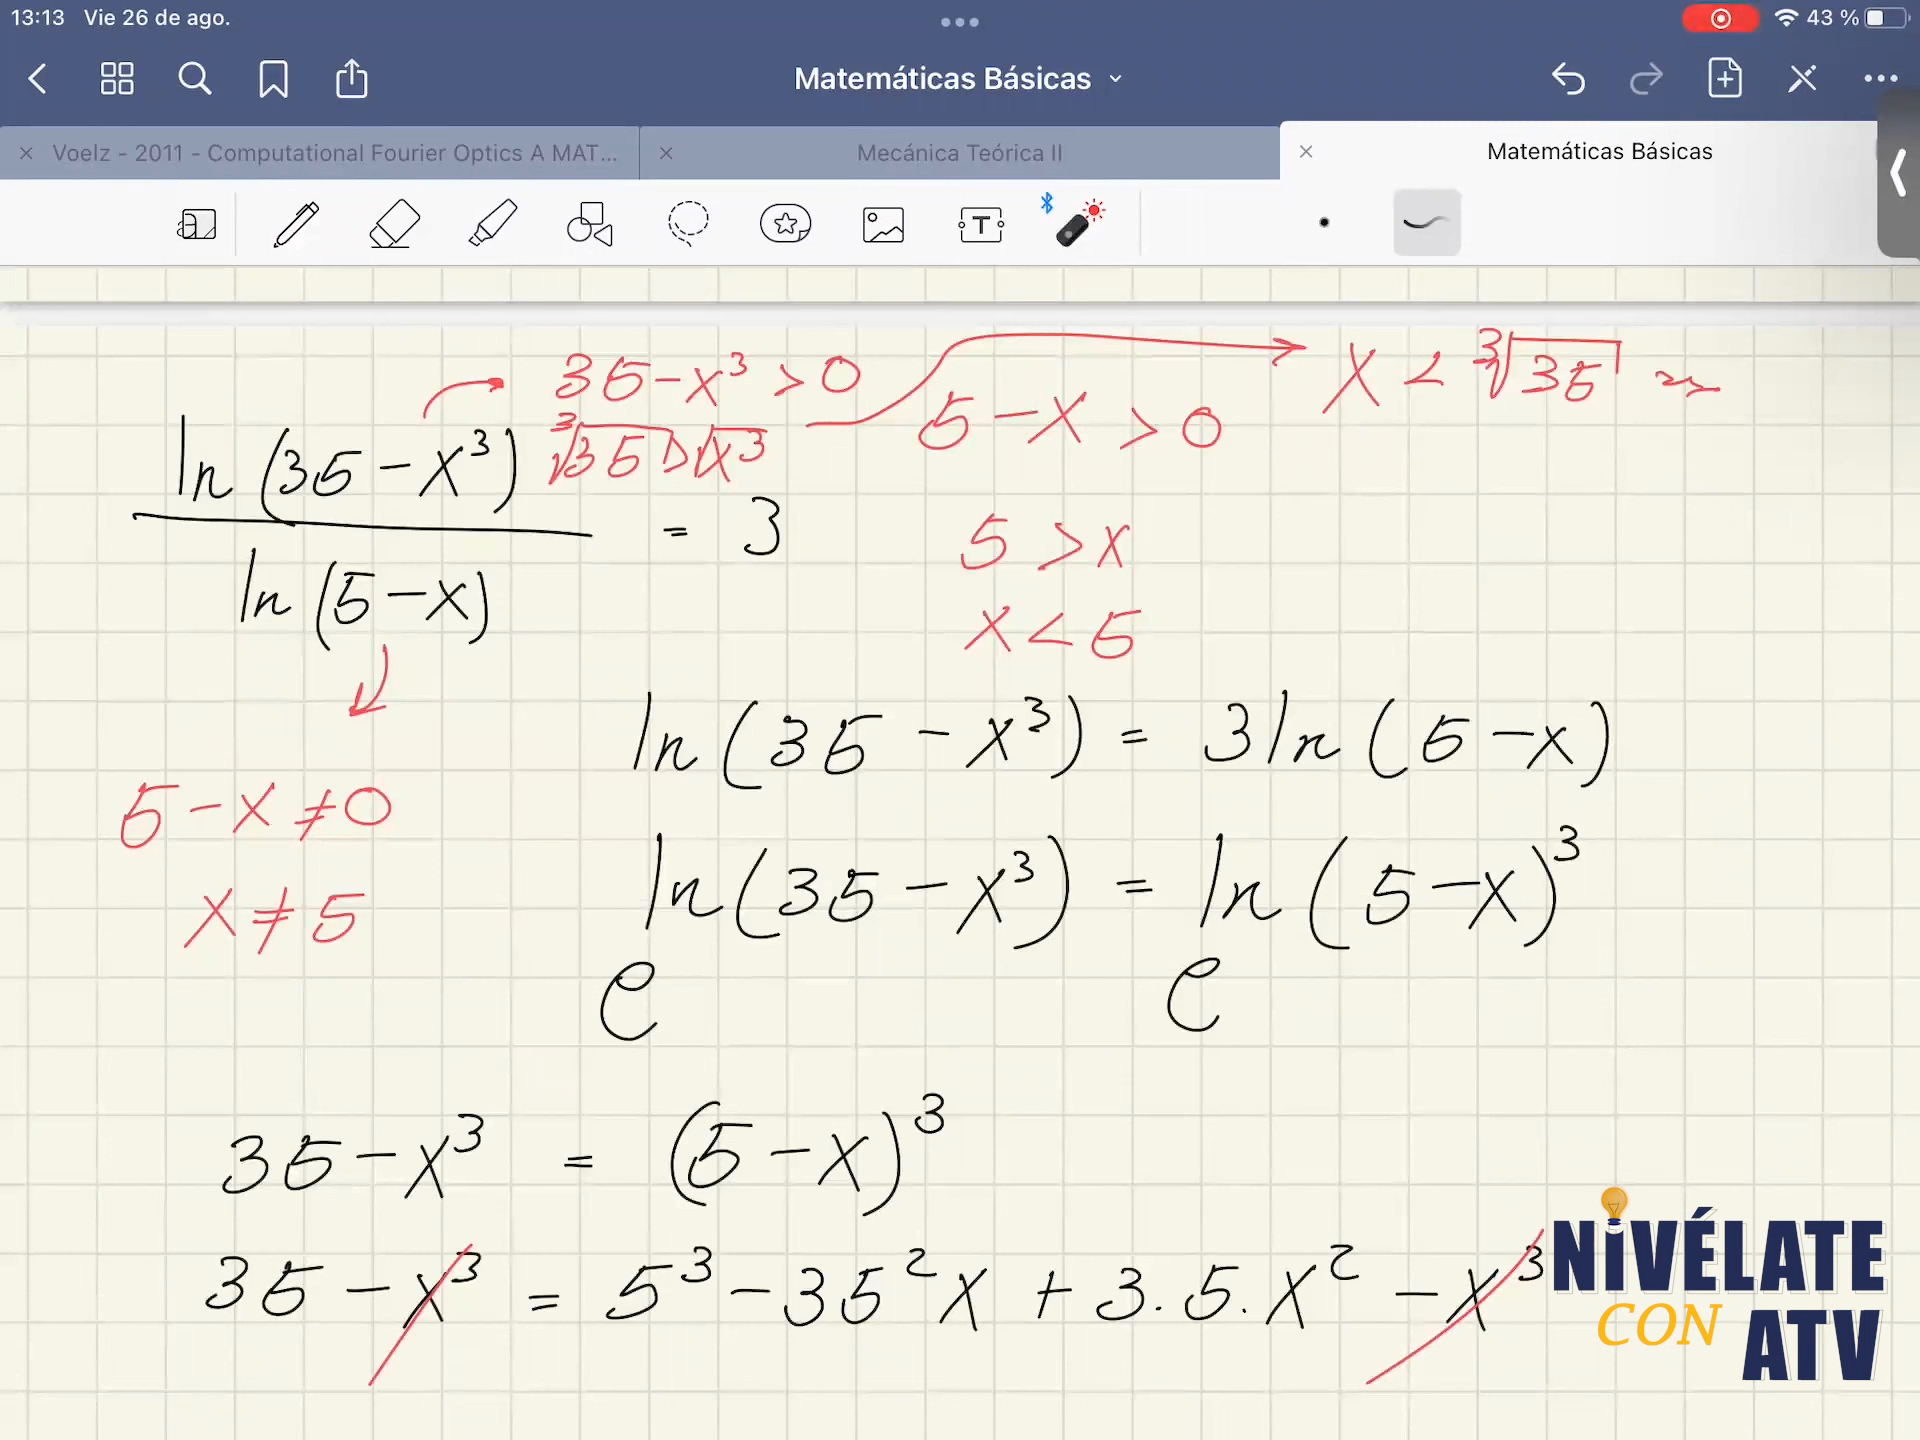 13:13 Vie 26 de ago. 43 %
Matemáticas Básicas
Voelz - 2011 - Computational Fourier Optics A MAT... Mecánica Teórica II Matemáticas Básicas
35-x³ > 0
x < ∛35 ≈
5-x > 0
∛35 > ∛x³
ln(35-x³)
= 3
ln(5-x)
5 > x
x < 5
ln(35-x³) = 3ln(5-x)
5-x ≠ 0
ln(35-x³) = ln(5-x)³
x ≠ 5
e e
35-x³ = (5-x)³
35-x³ = 5³-35²x + 3.5.x² - x³
NIVÉLATE
CON
ATV